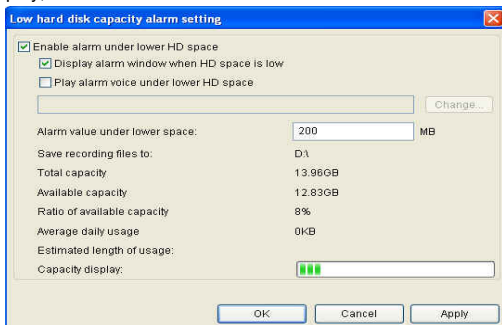 Low hard disk capacity alarm setting
Enable alarm under lower HD space
Display alarm window when HD space is low
Play alarm voice under lower HD space
Change...
Alarm value under lower space: 200 MB
Save recording files to: D:\
Total capacity 13.96GB
Available capacity 12.83GB
Ratio of available capacity 8%
Average daily usage 0KB
Estimated length of usage:
Capacity display:
OK Cancel Apply